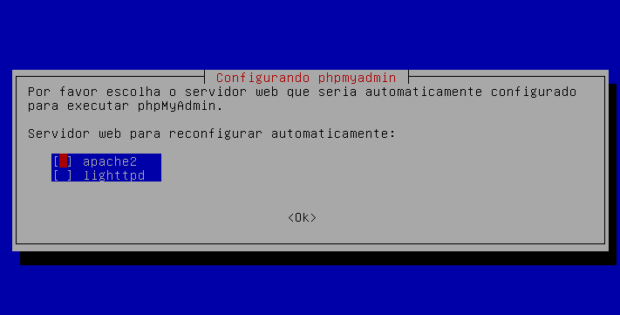 Configurando phpmyadmin
Por favor escolha o servidor web que seria automaticamente configurado
para executar phpMyAdmin.
Servidor web para reconfigurar automaticamente:
[ ] apache2
[ ] lighttpd
<Ok>